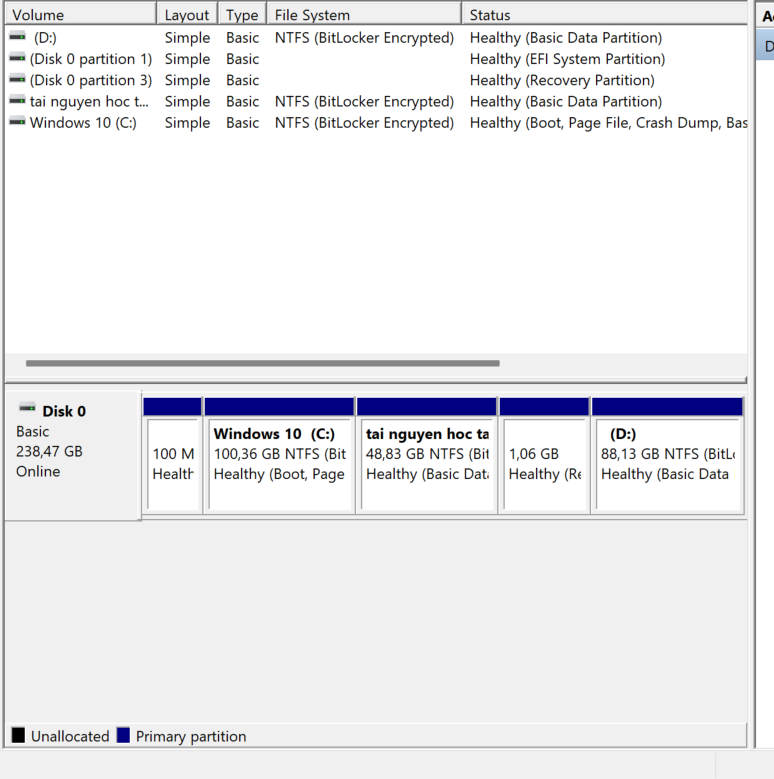 Volume Layout Type File System Status
(D:) Simple Basic NTFS (BitLocker Encrypted) Healthy (Basic Data Partition)
(Disk 0 partition 1) Simple Basic Healthy (EFI System Partition)
(Disk 0 partition 3) Simple Basic Healthy (Recovery Partition)
tai nguyen hoc t... Simple Basic NTFS (BitLocker Encrypted) Healthy (Basic Data Partition)
Windows 10 (C:) Simple Basic NTFS (BitLocker Encrypted) Healthy (Boot, Page File, Crash Dump, Bas
Disk 0
Basic
238,47 GB
Online
100 M
Health
Windows 10 (C:)
100,36 GB NTFS (Bit
Healthy (Boot, Page
tai nguyen hoc ta
48,83 GB NTFS (Bit
Healthy (Basic Data
1,06 GB
Healthy (Re
(D:)
88,13 GB NTFS (BitL
Healthy (Basic Data
Unallocated Primary partition